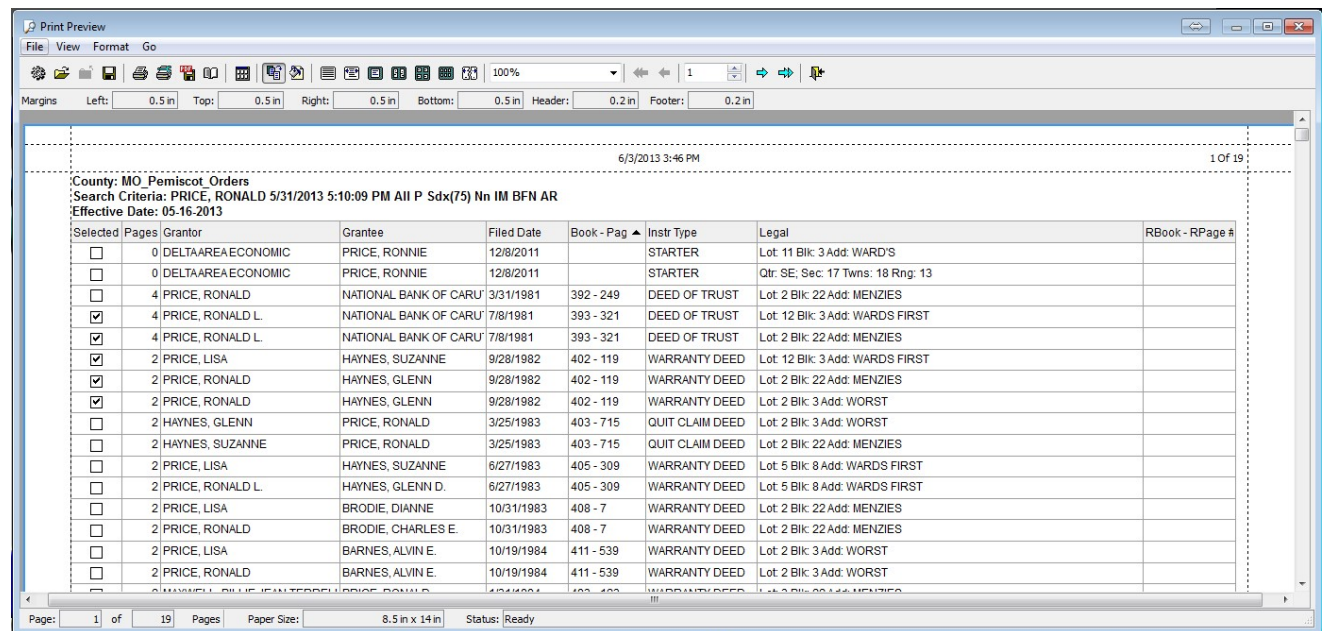 Print Preview
File View Format Go
100% 1
Margins Left: 0.5 in Top: 0.5 in Right: 0.5 in Bottom: 0.5 in Header: 0.2 in Footer: 0.2 in
6/3/2013 3:46 PM 1 Of 19
County: MO_Pemiscot_Orders
Search Criteria: PRICE, RONALD 5/31/2013 5:10:09 PM All P Sdx(75) Nn IM BFN AR
Effective Date: 05-16-2013
Selected Pages Grantor Grantee Filed Date Book - Pag Instr Type Legal RBook - RPage #
0 DELTA AREA ECONOMIC PRICE, RONNIE 12/8/2011 STARTER Lot: 11 Blk: 3 Add: WARD'S
0 DELTA AREA ECONOMIC PRICE, RONNIE 12/8/2011 STARTER Qtr: SE; Sec: 17 Twns: 18 Rng: 13
4 PRICE, RONALD NATIONAL BANK OF CARU 3/31/1981 392 - 249 DEED OF TRUST Lot: 2 Blk: 22 Add: MENZIES
4 PRICE, RONALD L. NATIONAL BANK OF CARU 7/8/1981 393 - 321 DEED OF TRUST Lot: 12 Blk: 3 Add: WARDS FIRST
4 PRICE, RONALD L. NATIONAL BANK OF CARU 7/8/1981 393 - 321 DEED OF TRUST Lot: 2 Blk: 22 Add: MENZIES
2 PRICE, LISA HAYNES, SUZANNE 9/28/1982 402 - 119 WARRANTY DEED Lot: 12 Blk: 3 Add: WARDS FIRST
2 PRICE, RONALD HAYNES, GLENN 9/28/1982 402 - 119 WARRANTY DEED Lot: 2 Blk: 22 Add: MENZIES
2 PRICE, RONALD HAYNES, GLENN 9/28/1982 402 - 119 WARRANTY DEED Lot: 2 Blk: 3 Add: WORST
2 HAYNES, GLENN PRICE, RONALD 3/25/1983 403 - 715 QUIT CLAIM DEED Lot: 2 Blk: 3 Add: WORST
2 HAYNES, SUZANNE PRICE, RONALD 3/25/1983 403 - 715 QUIT CLAIM DEED Lot: 2 Blk: 22 Add: MENZIES
2 PRICE, LISA HAYNES, SUZANNE 6/27/1983 405 - 309 WARRANTY DEED Lot: 5 Blk: 8 Add: WARDS FIRST
2 PRICE, RONALD L. HAYNES, GLENN D. 6/27/1983 405 - 309 WARRANTY DEED Lot: 5 Blk: 8 Add: WARDS FIRST
2 PRICE, LISA BRODIE, DIANNE 10/31/1983 408 - 7 WARRANTY DEED Lot: 2 Blk: 22 Add: MENZIES
2 PRICE, RONALD BRODIE, CHARLES E. 10/31/1983 408 - 7 WARRANTY DEED Lot: 2 Blk: 22 Add: MENZIES
2 PRICE, LISA BARNES, ALVIN E. 10/19/1984 411 - 539 WARRANTY DEED Lot: 2 Blk: 3 Add: WORST
2 PRICE, RONALD BARNES, ALVIN E. 10/19/1984 411 - 539 WARRANTY DEED Lot: 2 Blk: 3 Add: WORST
Page: 1 of 19 Pages Paper Size: 8.5 in x 14 in Status: Ready